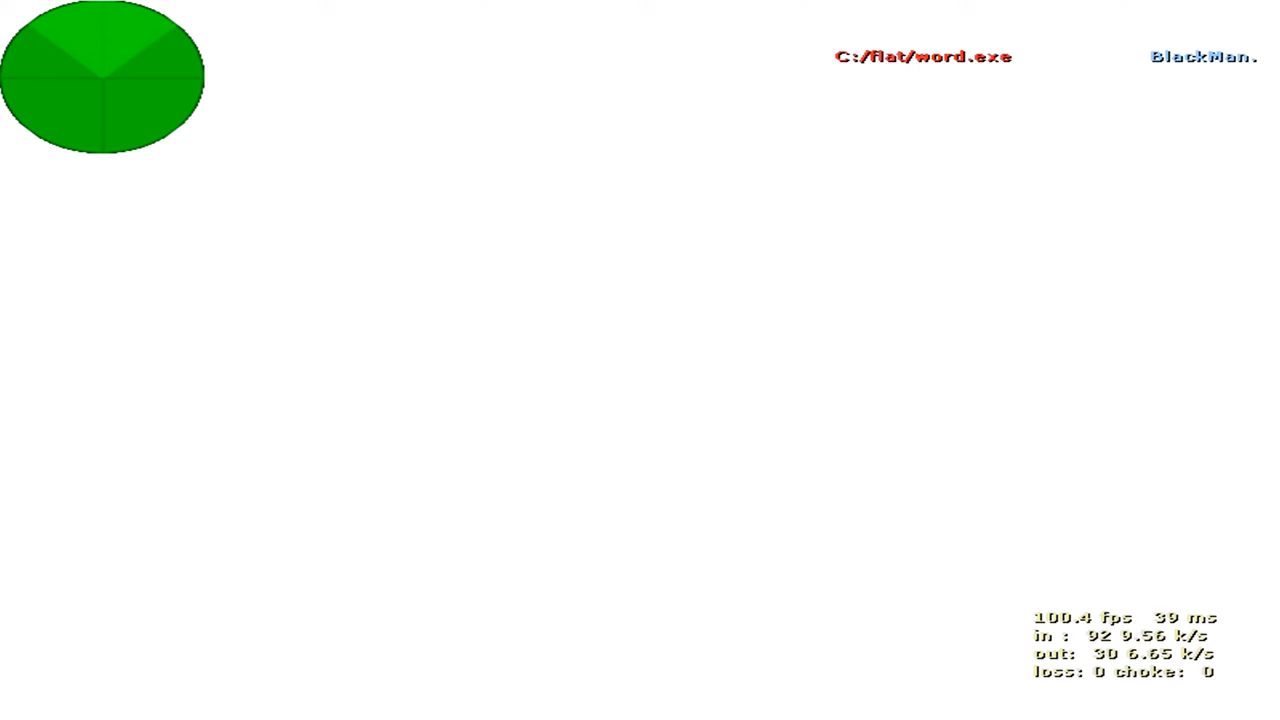 C:/flat/word.exe BlackMan.
100.4 fps 39 ms
in : 92 9.56 k/s
out: 30 6.65 k/s
loss: 0 choke: 0